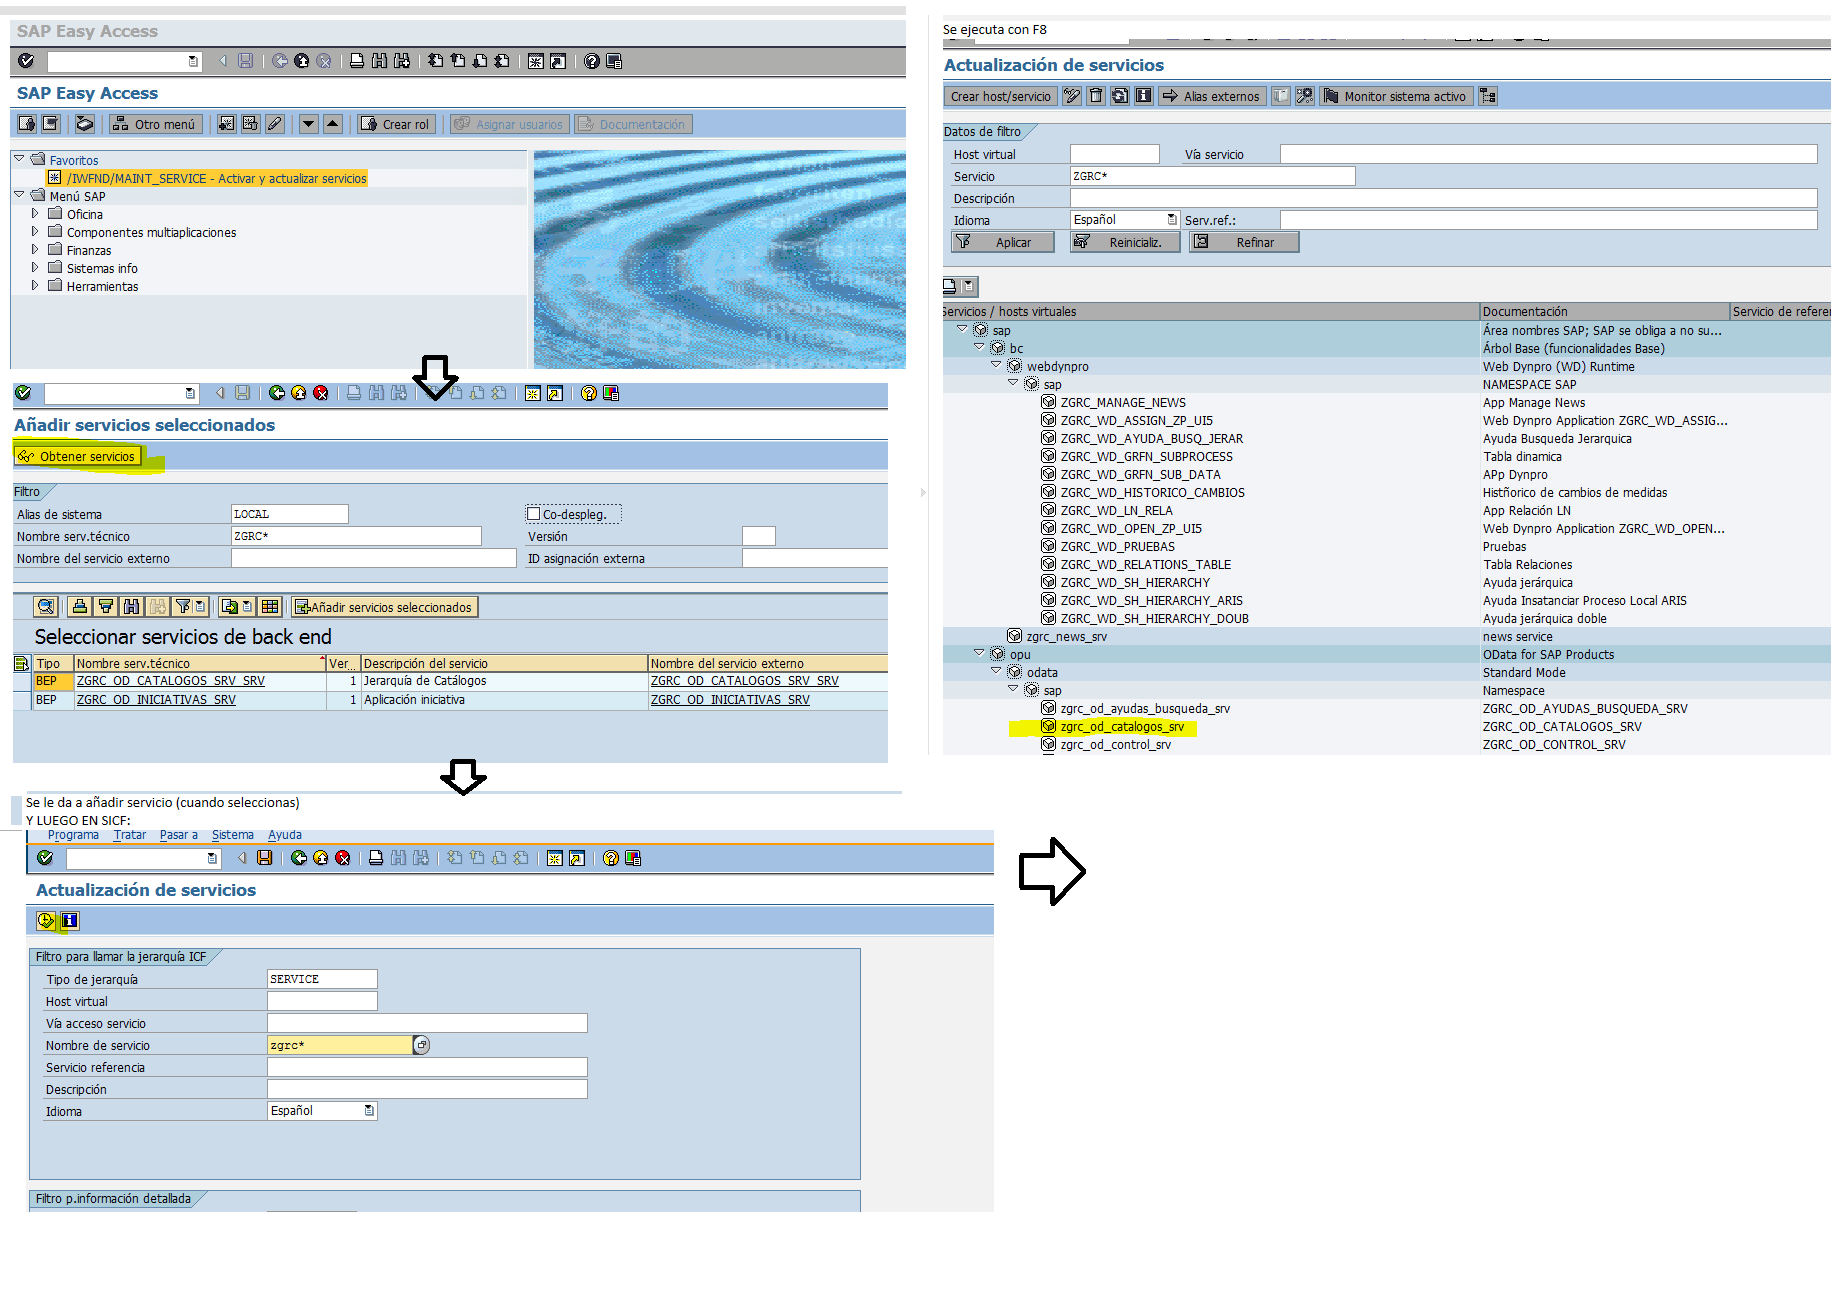 SAP Easy Access
SAP Easy Access
Otro menú Crear rol Asignar usuarios Documentación
Favoritos
/IWFND/MAINT_SERVICE - Activar y actualizar servicios
Menú SAP
Oficina
Componentes multiaplicaciones
Finanzas
Sistemas info
Herramientas
Añadir servicios seleccionados
Obtener servicios
Filtro
Alias de sistema LOCAL Co-despleg.
Nombre serv.técnico ZGRC* Versión
Nombre del servicio externo ID asignación externa
Añadir servicios seleccionados
Seleccionar servicios de back end
Tipo Nombre serv.técnico Ver... Descripción del servicio Nombre del servicio externo
BEP ZGRC_OD_CATALOGOS_SRV_SRV 1 Jerarquía de Catálogos ZGRC_OD_CATALOGOS_SRV_SRV
BEP ZGRC_OD_INICIATIVAS_SRV 1 Aplicación iniciativa ZGRC_OD_INICIATIVAS_SRV
Se le da a añadir servicio (cuando seleccionas)
Y LUEGO EN SICF:
Programa Tratar Pasar a Sistema Ayuda
Actualización de servicios
Filtro para llamar la jerarquía ICF
Tipo de jerarquía SERVICE
Host virtual
Vía acceso servicio
Nombre de servicio zgrc*
Servicio referencia
Descripción
Idioma Español
Filtro p.información detallada
Se ejecuta con F8
Actualización de servicios
Crear host/servicio Alias externos Monitor sistema activo
Datos de filtro
Host virtual Vía servicio
Servicio ZGRC*
Descripción
Idioma Español Serv.ref.:
Aplicar Reinicializ. Refinar
Servicios / hosts virtuales Documentación Servicio de referen
sap Área nombres SAP; SAP se obliga a no su...
bc Árbol Base (funcionalidades Base)
webdynpro Web Dynpro (WD) Runtime
sap NAMESPACE SAP
ZGRC_MANAGE_NEWS App Manage News
ZGRC_WD_ASSIGN_ZP_UI5 Web Dynpro Application ZGRC_WD_ASSIG...
ZGRC_WD_AYUDA_BUSQ_JERAR Ayuda Busqueda Jerarquica
ZGRC_WD_GRFN_SUBPROCESS Tabla dinamica
ZGRC_WD_GRFN_SUB_DATA APp Dynpro
ZGRC_WD_HISTORICO_CAMBIOS Histñorico de cambios de medidas
ZGRC_WD_LN_RELA App Relación LN
ZGRC_WD_OPEN_ZP_UI5 Web Dynpro Application ZGRC_WD_OPEN...
ZGRC_WD_PRUEBAS Pruebas
ZGRC_WD_RELATIONS_TABLE Tabla Relaciones
ZGRC_WD_SH_HIERARCHY Ayuda jerárquica
ZGRC_WD_SH_HIERARCHY_ARIS Ayuda Insatanciar Proceso Local ARIS
ZGRC_WD_SH_HIERARCHY_DOUB Ayuda jerárquica doble
zgrc_news_srv news service
opu OData for SAP Products
odata Standard Mode
sap Namespace
zgrc_od_ayudas_busqueda_srv ZGRC_OD_AYUDAS_BUSQUEDA_SRV
zgrc_od_catalogos_srv ZGRC_OD_CATALOGOS_SRV
zgrc_od_control_srv ZGRC_OD_CONTROL_SRV